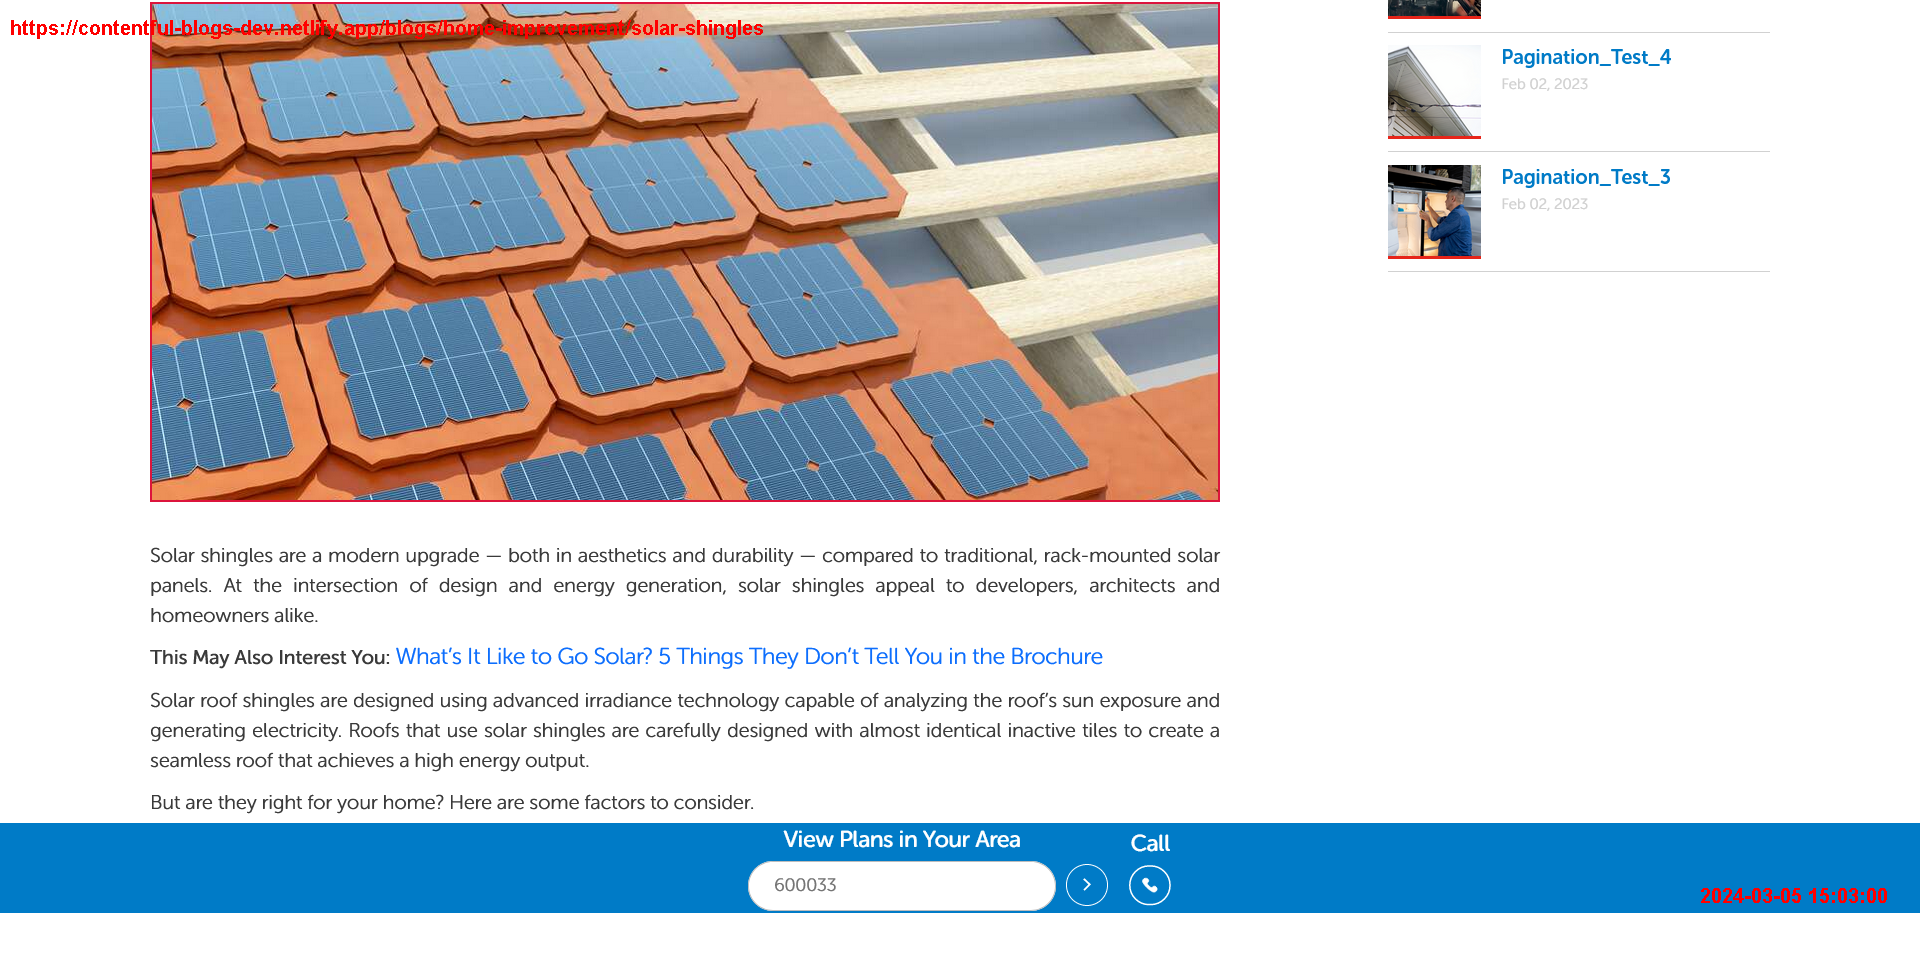 https://contentful-blogs-dev.netlify.app/blogs/home-improvement/solar-shingles
Pagination_Test_4
Feb 02, 2023
Pagination_Test_3
Feb 02, 2023
Solar shingles are a modern upgrade — both in aesthetics and durability — compared to traditional, rack-mounted solar
panels. At the intersection of design and energy generation, solar shingles appeal to developers, architects and
homeowners alike.
This May Also Interest You: What’s It Like to Go Solar? 5 Things They Don’t Tell You in the Brochure
Solar roof shingles are designed using advanced irradiance technology capable of analyzing the roof’s sun exposure and
generating electricity. Roofs that use solar shingles are carefully designed with almost identical inactive tiles to create a
seamless roof that achieves a high energy output.
But are they right for your home? Here are some factors to consider.
View Plans in Your Area
Call
600033
2024-03-05 15:03:00